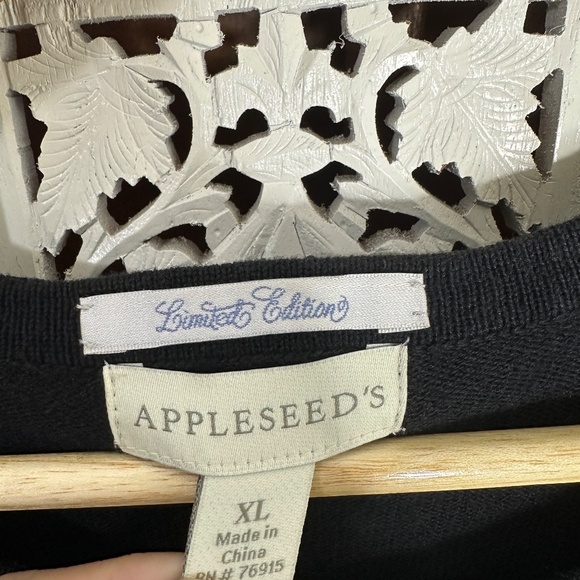 Limited Edition
APPLESEED'S
XL
Made in
China
RN# 76915